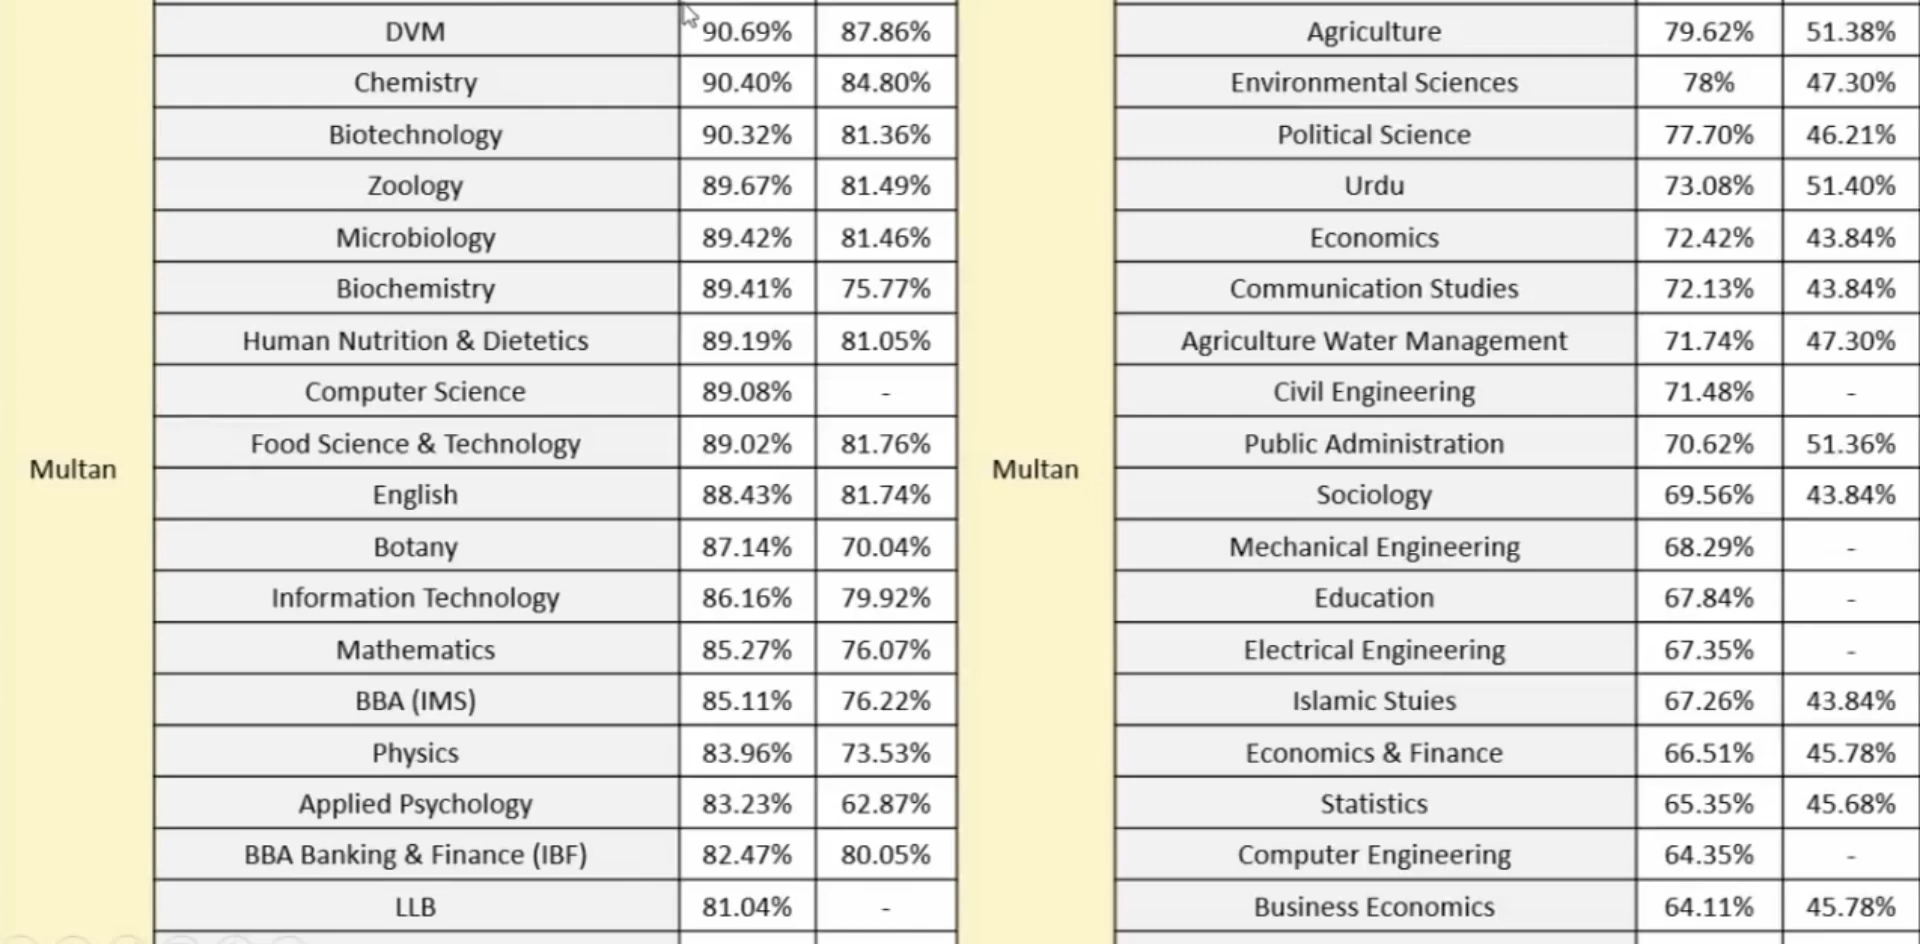 DVM 90.69% 87.86%
Chemistry 90.40% 84.80%
Biotechnology 90.32% 81.36%
Zoology 89.67% 81.49%
Microbiology 89.42% 81.46%
Biochemistry 89.41% 75.77%
Human Nutrition & Dietetics 89.19% 81.05%
Computer Science 89.08% -
Food Science & Technology 89.02% 81.76%
Multan
English 88.43% 81.74%
Botany 87.14% 70.04%
Information Technology 86.16% 79.92%
Mathematics 85.27% 76.07%
BBA (IMS) 85.11% 76.22%
Physics 83.96% 73.53%
Applied Psychology 83.23% 62.87%
BBA Banking & Finance (IBF) 82.47% 80.05%
LLB 81.04% -
Agriculture 79.62% 51.38%
Environmental Sciences 78% 47.30%
Political Science 77.70% 46.21%
Urdu 73.08% 51.40%
Economics 72.42% 43.84%
Communication Studies 72.13% 43.84%
Agriculture Water Management 71.74% 47.30%
Civil Engineering 71.48% -
Public Administration 70.62% 51.36%
Multan
Sociology 69.56% 43.84%
Mechanical Engineering 68.29% -
Education 67.84% -
Electrical Engineering 67.35% -
Islamic Stuies 67.26% 43.84%
Economics & Finance 66.51% 45.78%
Statistics 65.35% 45.68%
Computer Engineering 64.35% -
Business Economics 64.11% 45.78%